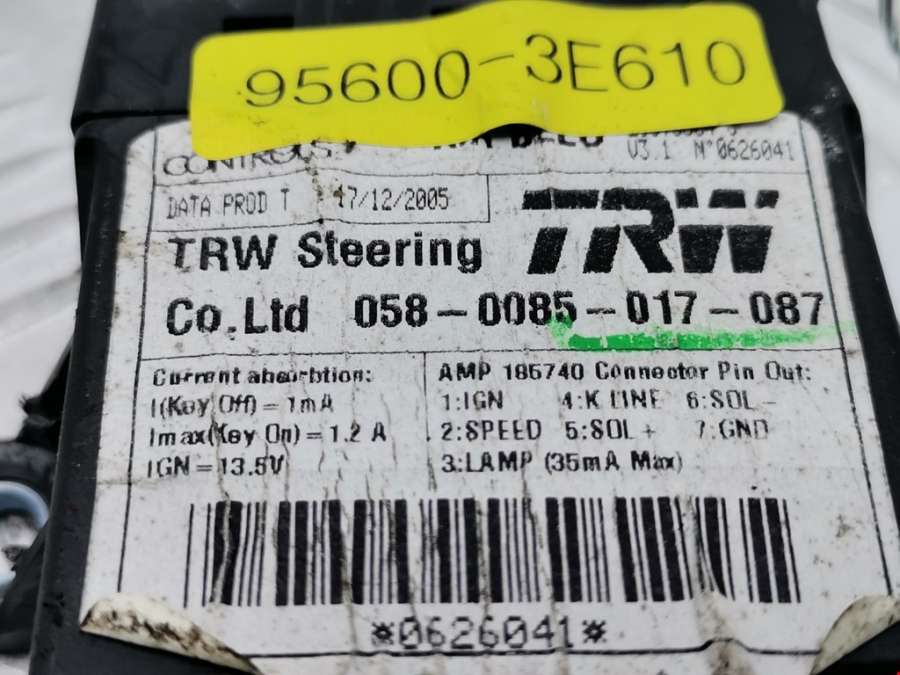 95600-3E610
CONTROLS
V3.1 N°0626041
DATA PROD T 17/12/2005
TRW
TRW Steering
Co.Ltd 058-0085-017-087
Current absorbtion:
I(Key Off)=1mA
Imax(Key On)=1.2 A
IGN=13.5V
AMP 185740 Connector Pin Out:
1:IGN 4:K LINE 6:SOL-
2:SPEED 5:SOL+ 7:GND
3:LAMP (35mA Max)
*0626041*